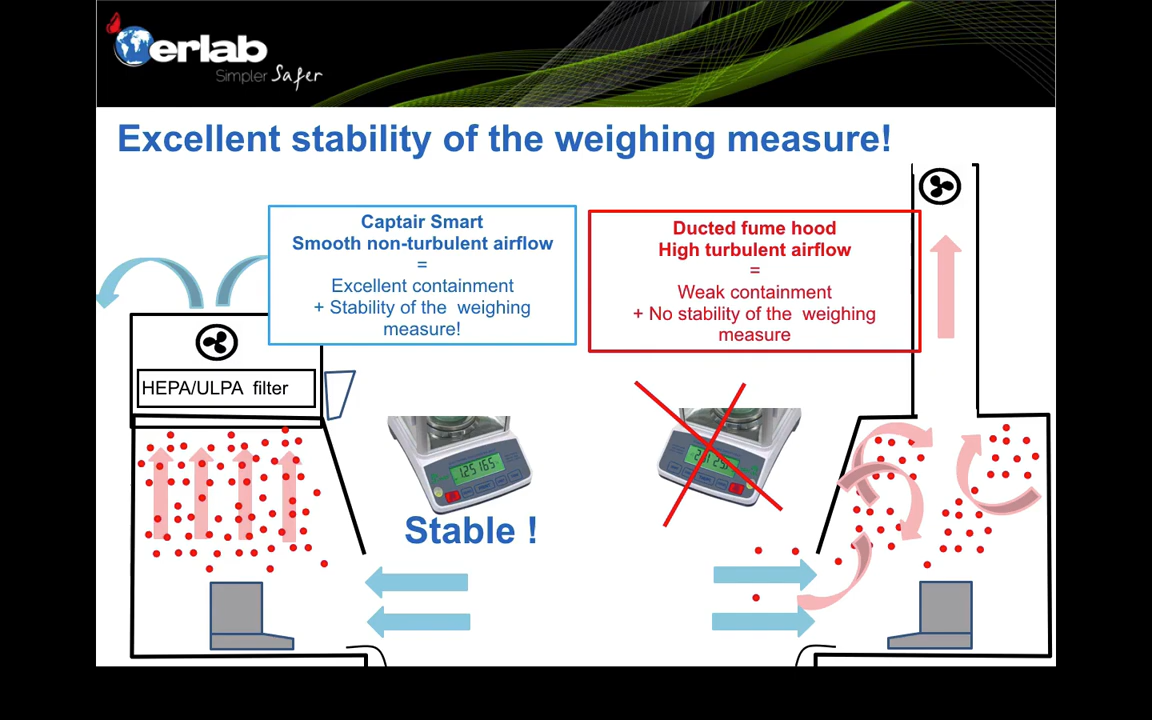 erlab
Simpler Safer
Excellent stability of the weighing measure!
Captair Smart
Smooth non-turbulent airflow
=
Excellent containment
+ Stability of the weighing
measure!
Ducted fume hood
High turbulent airflow
=
Weak containment
+ No stability of the weighing
measure
HEPA/ULPA filter
Stable !